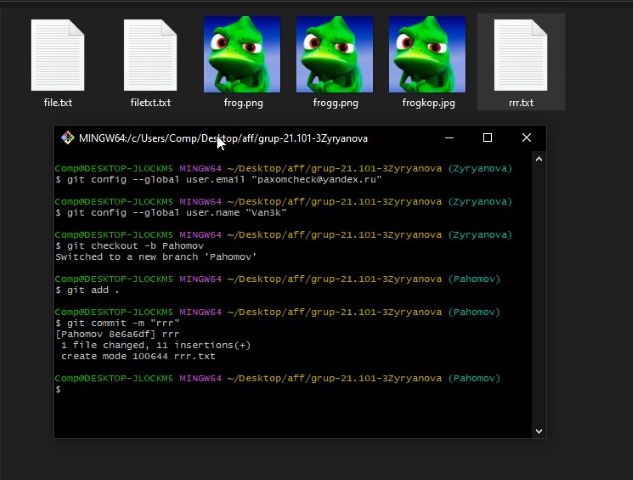 file.txt
filetxt.txt
frog.png
frogg.png
frogkop.jpg
rrr.txt
MINGW64:/c/Users/Comp/Desktop/aff/grup-21.101-3Zyryanova
Comp@DESKTOP-JLOCKM5 MINGW64 ~/Desktop/aff/grup-21.101-3Zyryanova (Zyryanova)
$ git config --global user.email "paxomcheck@yandex.ru"
Comp@DESKTOP-JLOCKM5 MINGW64 ~/Desktop/aff/grup-21.101-3Zyryanova (Zyryanova)
$ git config --global user.name "Van3k"
Comp@DESKTOP-JLOCKM5 MINGW64 ~/Desktop/aff/grup-21.101-3Zyryanova (Zyryanova)
$ git checkout -b Pahomov
Switched to a new branch 'Pahomov'
Comp@DESKTOP-JLOCKM5 MINGW64 ~/Desktop/aff/grup-21.101-3Zyryanova (Pahomov)
$ git add .
Comp@DESKTOP-JLOCKM5 MINGW64 ~/Desktop/aff/grup-21.101-3Zyryanova (Pahomov)
$ git commit -m "rrr"
[Pahomov 8e6a6df] rrr
1 file changed, 11 insertions(+)
create mode 100644 rrr.txt
Comp@DESKTOP-JLOCKM5 MINGW64 ~/Desktop/aff/grup-21.101-3Zyryanova (Pahomov)
$